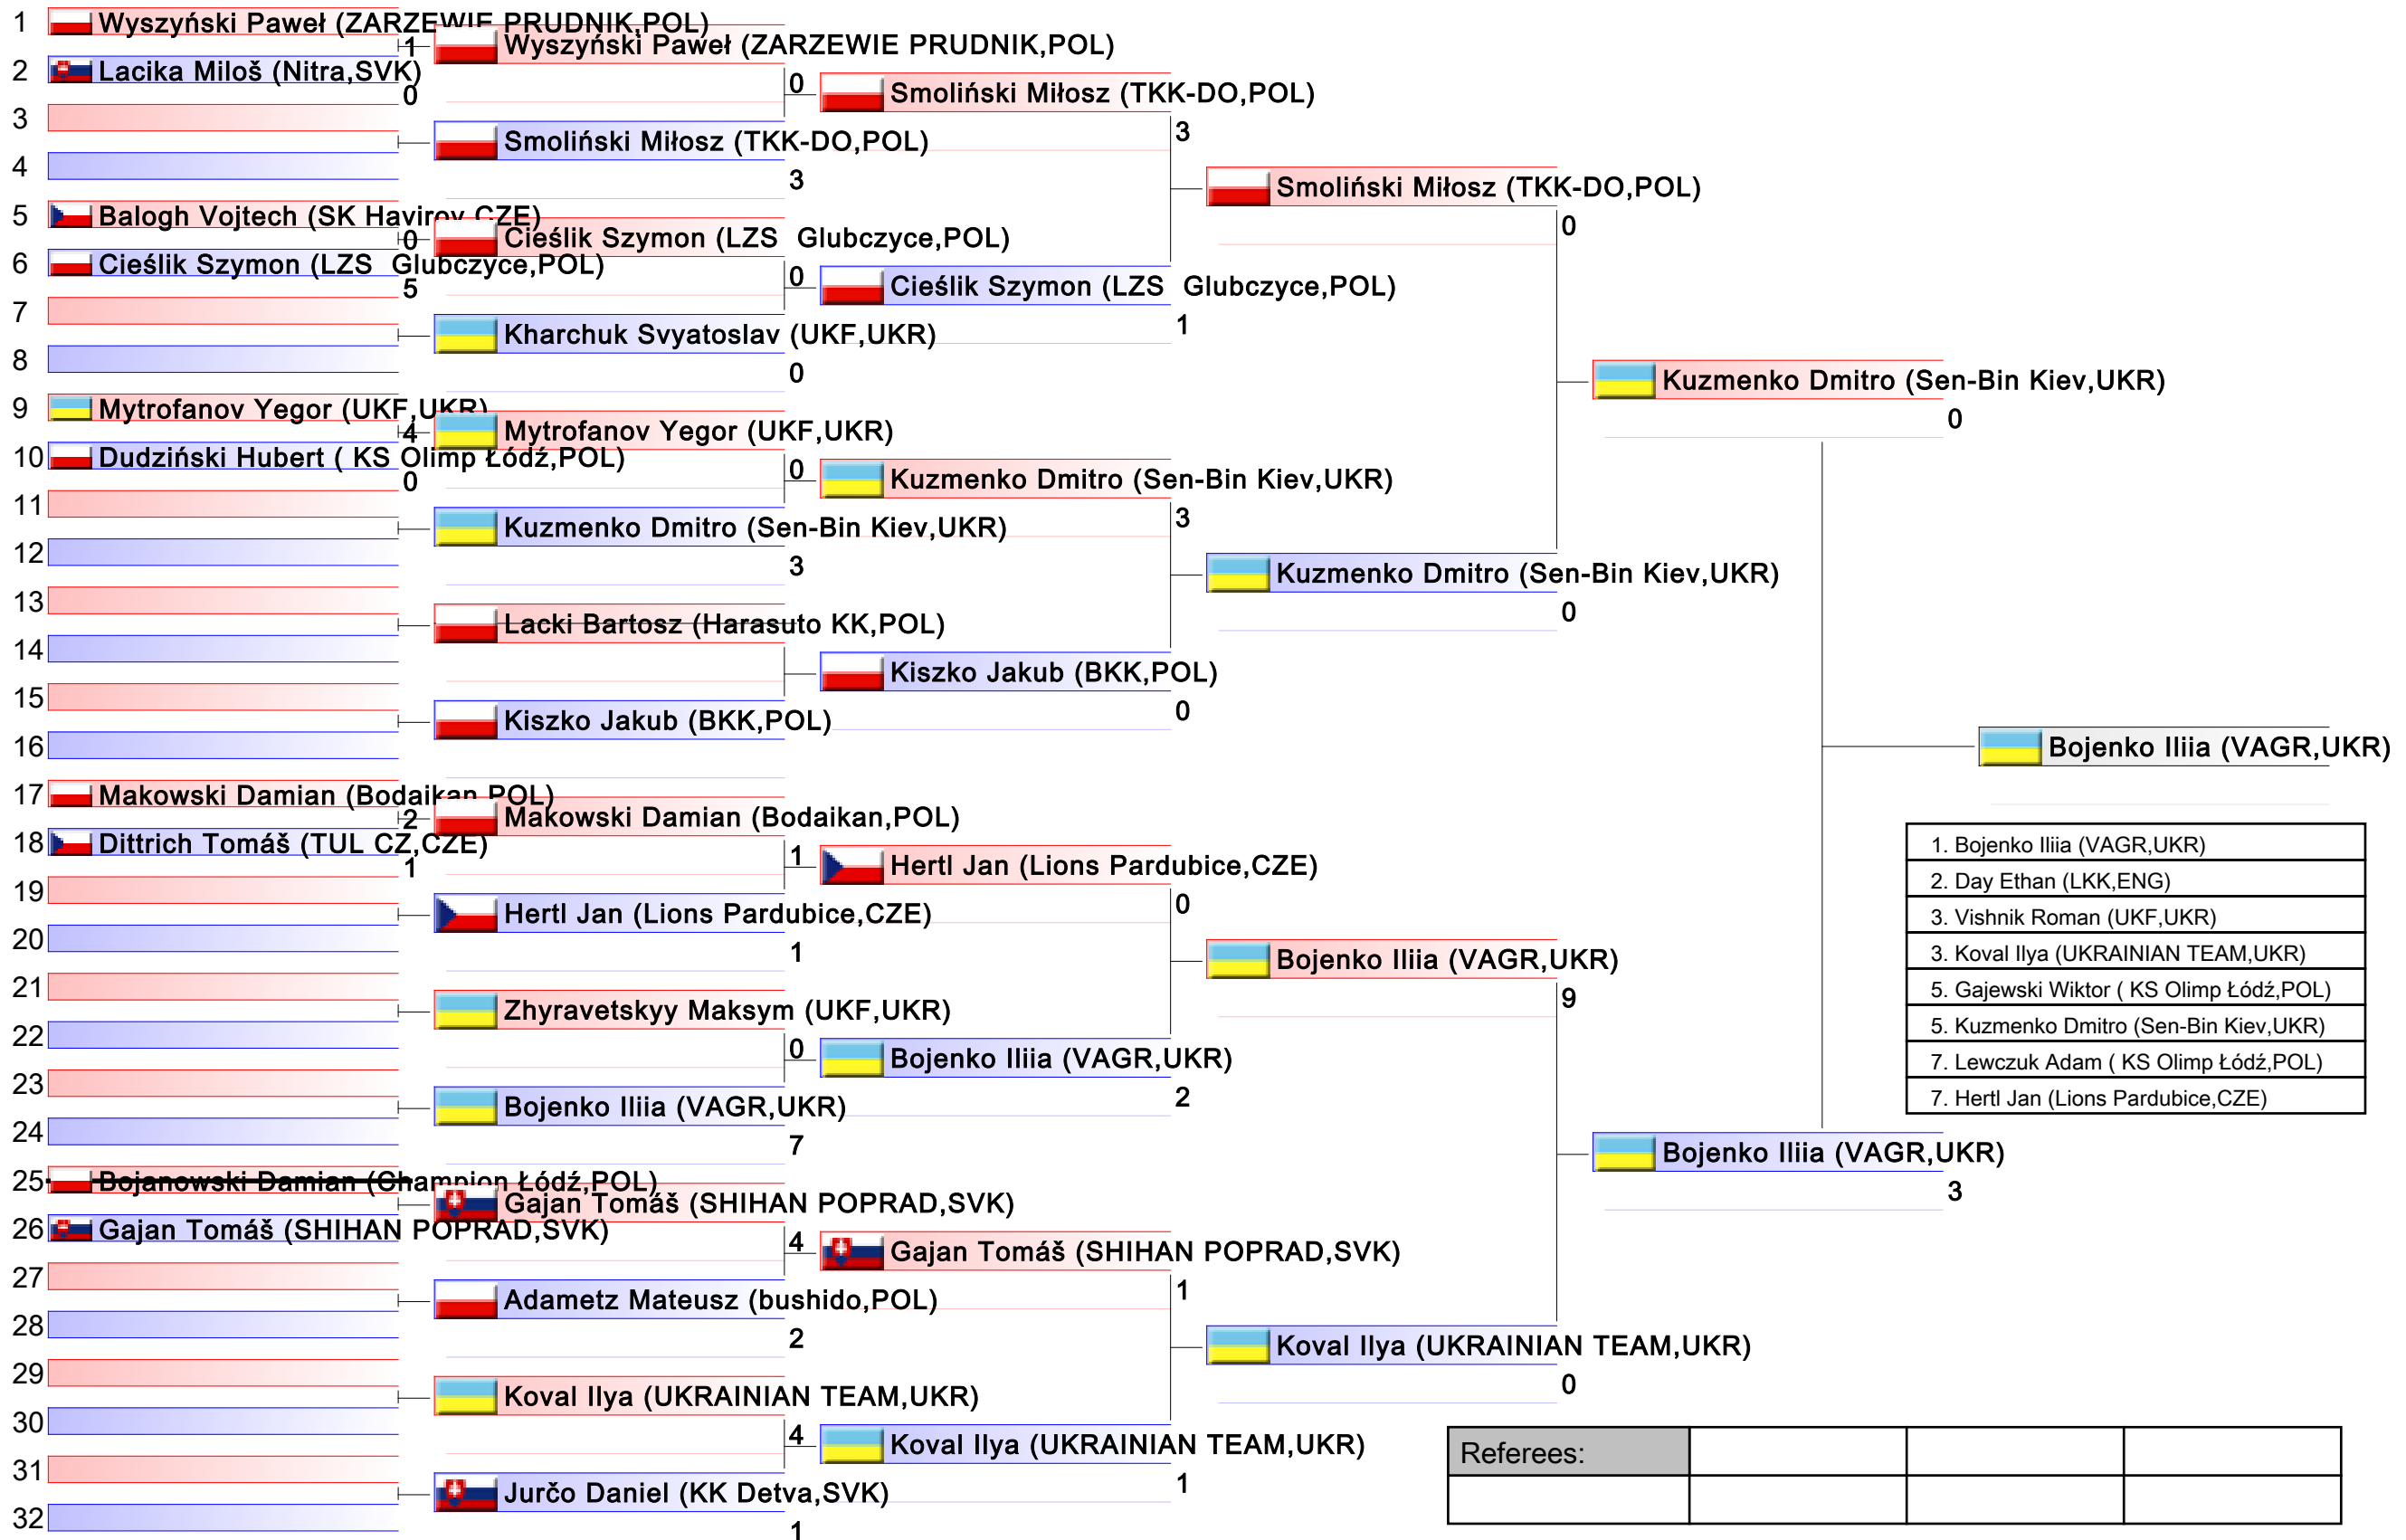 1 Wyszyński Paweł (ZARZEWIE PRUDNIK,POL)
1
2 Lacika Miloš (Nitra,SVK)
0
3
4
5 Balogh Vojtech (SK Havirov,CZE)
0
6 Cieślik Szymon (LZS  Glubczyce,POL)
5
7
8
9 Mytrofanov Yegor (UKF,UKR)
4
10 Dudziński Hubert ( KS Olimp Łódź,POL)
0
11
12
13
14
15
16
17 Makowski Damian (Bodaikan,POL)
2
18 Dittrich Tomáš (TUL CZ,CZE)
1
19
20
21
22
23
24
25 Bojanowski Damian (Champion Łódź,POL)
26 Gajan Tomáš (SHIHAN POPRAD,SVK)
27
28
29
30
31
32
Wyszyński Paweł (ZARZEWIE PRUDNIK,POL)
0
Smoliński Miłosz (TKK-DO,POL)
3
Cieślik Szymon (LZS  Glubczyce,POL)
0
Kharchuk Svyatoslav (UKF,UKR)
0
Mytrofanov Yegor (UKF,UKR)
0
Kuzmenko Dmitro (Sen-Bin Kiev,UKR)
3
Lacki Bartosz (Harasuto KK,POL)
Kiszko Jakub (BKK,POL)
Makowski Damian (Bodaikan,POL)
1
Hertl Jan (Lions Pardubice,CZE)
1
Zhyravetskyy Maksym (UKF,UKR)
0
Bojenko Iliia (VAGR,UKR)
7
Gajan Tomáš (SHIHAN POPRAD,SVK)
4
Adametz Mateusz (bushido,POL)
2
Koval Ilya (UKRAINIAN TEAM,UKR)
4
Jurčo Daniel (KK Detva,SVK)
1
Smoliński Miłosz (TKK-DO,POL)
3
Cieślik Szymon (LZS  Glubczyce,POL)
1
Kuzmenko Dmitro (Sen-Bin Kiev,UKR)
3
Kiszko Jakub (BKK,POL)
0
Hertl Jan (Lions Pardubice,CZE)
0
Bojenko Iliia (VAGR,UKR)
2
Gajan Tomáš (SHIHAN POPRAD,SVK)
1
Koval Ilya (UKRAINIAN TEAM,UKR)
1
Smoliński Miłosz (TKK-DO,POL)
0
Kuzmenko Dmitro (Sen-Bin Kiev,UKR)
0
Bojenko Iliia (VAGR,UKR)
9
Koval Ilya (UKRAINIAN TEAM,UKR)
0
Kuzmenko Dmitro (Sen-Bin Kiev,UKR)
0
Bojenko Iliia (VAGR,UKR)
3
Bojenko Iliia (VAGR,UKR)
1. Bojenko Iliia (VAGR,UKR)
2. Day Ethan (LKK,ENG)
3. Vishnik Roman (UKF,UKR)
3. Koval Ilya (UKRAINIAN TEAM,UKR)
5. Gajewski Wiktor ( KS Olimp Łódź,POL)
5. Kuzmenko Dmitro (Sen-Bin Kiev,UKR)
7. Lewczuk Adam ( KS Olimp Łódź,POL)
7. Hertl Jan (Lions Pardubice,CZE)
Referees: